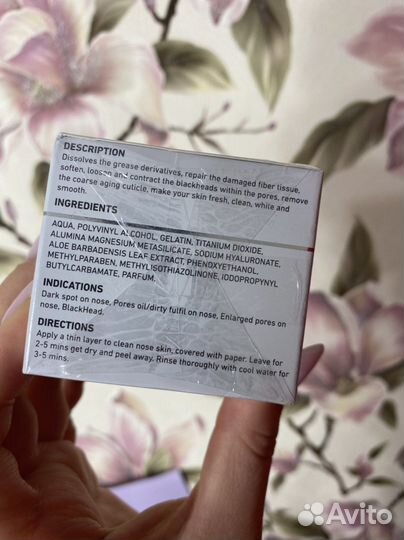 DESCRIPTION
Dissolves the grease derivatives, repair the damaged fiber tissue,
soften, loosen and contract the blackheads within the pores, remove
the coarse aging cuticle, make your skin fresh, clean, white and
smooth.
INGREDIENTS
AQUA, POLYVINYL ALCOHOL, GELATIN, TITANIUM DIOXIDE,
ALUMINA MAGNESIUM METASILICATE, SODIUM HYALURONATE,
ALOE BARBADENSIS LEAF EXTRACT, PHENOXYETHANOL,
METHYLPARABEN, METHYLISOTHIAZOLINONE, IODOPROPYNYL
BUTYLCARBAMATE, PARFUM.
INDICATIONS
Dark spot on nose, Pores oil/dirty fulfil on nose, Enlarged pores on
nose, BlackHead.
DIRECTIONS
Apply a thin layer to clean nose skin, covered with paper. Leave for
2-5 mins get dry and peel away. Rinse thoroughly with cool water for
3-5 mins.
Avito